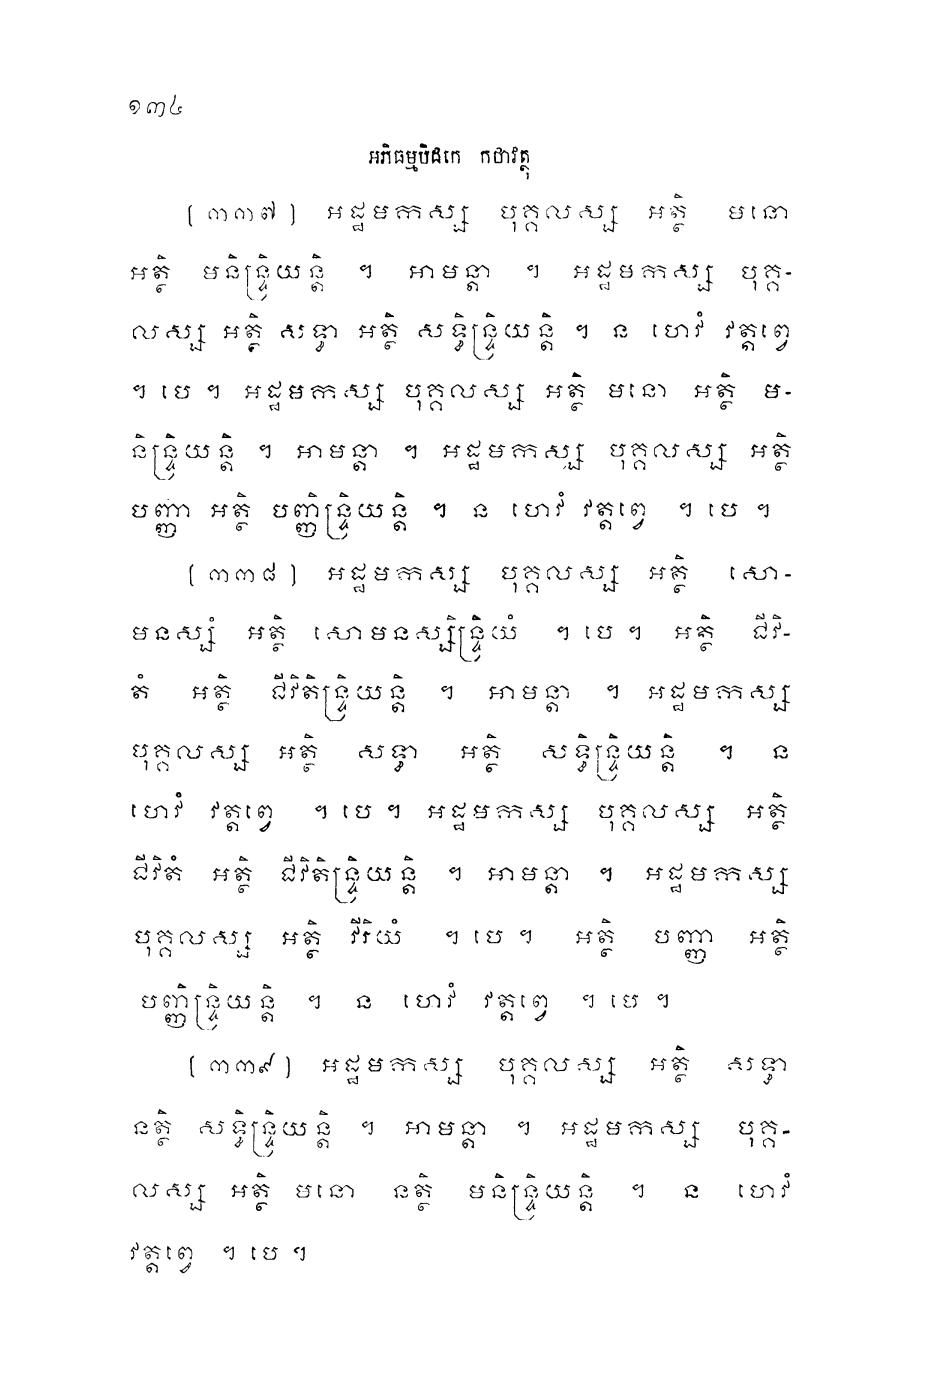 ១៣៤
អភិធម្មបិដកេ កថាវត្ថុ
[៣៣៧] អដ្ឋមកស្ស បុគ្គលស្ស អត្ថិ មនោ
អត្ថិ មនិន្ទ្រិយន្តិ ។ អាមន្តា ។ អដ្ឋមកស្ស បុគ្គ-
លស្ស អត្ថិ សទ្ធា អត្ថិ សទ្ធិន្ទ្រិយន្តិ ។ ន ហេវំ វត្តព្វេ
។ បេ ។ អដ្ឋមកស្ស បុគ្គលស្ស អត្ថិ មនោ អត្ថិ ម-
និន្ទ្រិយន្តិ ។ អាមន្តា ។ អដ្ឋមកស្ស បុគ្គលស្ស អត្ថិ
បញ្ញា អត្ថិ បញ្ញិន្ទ្រិយន្តិ ។ ន ហេវំ វត្តព្វេ ។ បេ ។
[៣៣៨] អដ្ឋមកស្ស បុគ្គលស្ស អត្ថិ សោ-
មនស្សំ អត្ថិ សោមនស្សិន្ទ្រិយំ ។ បេ ។ អត្ថិ ជីវិ-
តំ អត្ថិ ជីវិតិន្ទ្រិយន្តិ ។ អាមន្តា ។ អដ្ឋមកស្ស
បុគ្គលស្ស អត្ថិ សទ្ធា អត្ថិ សទ្ធិន្ទ្រិយន្តិ ។ ន
ហេវំ វត្តព្វេ ។ បេ ។ អដ្ឋមកស្ស បុគ្គលស្ស អត្ថិ
ជីវិតំ អត្ថិ ជីវិតិន្ទ្រិយន្តិ ។ អាមន្តា ។ អដ្ឋមកស្ស
បុគ្គលស្ស អត្ថិ វីរិយំ ។ បេ ។ អត្ថិ បញ្ញា អត្ថិ
បញ្ញិន្ទ្រិយន្តិ ។ ន ហេវំ វត្តព្វេ ។ បេ ។
[៣៣៩] អដ្ឋមកស្ស បុគ្គលស្ស អត្ថិ សទ្ធា
នត្ថិ សទ្ធិន្ទ្រិយន្តិ ។ អាមន្តា ។ អដ្ឋមកស្ស បុគ្គ-
លស្ស អត្ថិ មនោ នត្ថិ មនិន្ទ្រិយន្តិ ។ ន ហេវំ
វត្តព្វេ ។ បេ ។